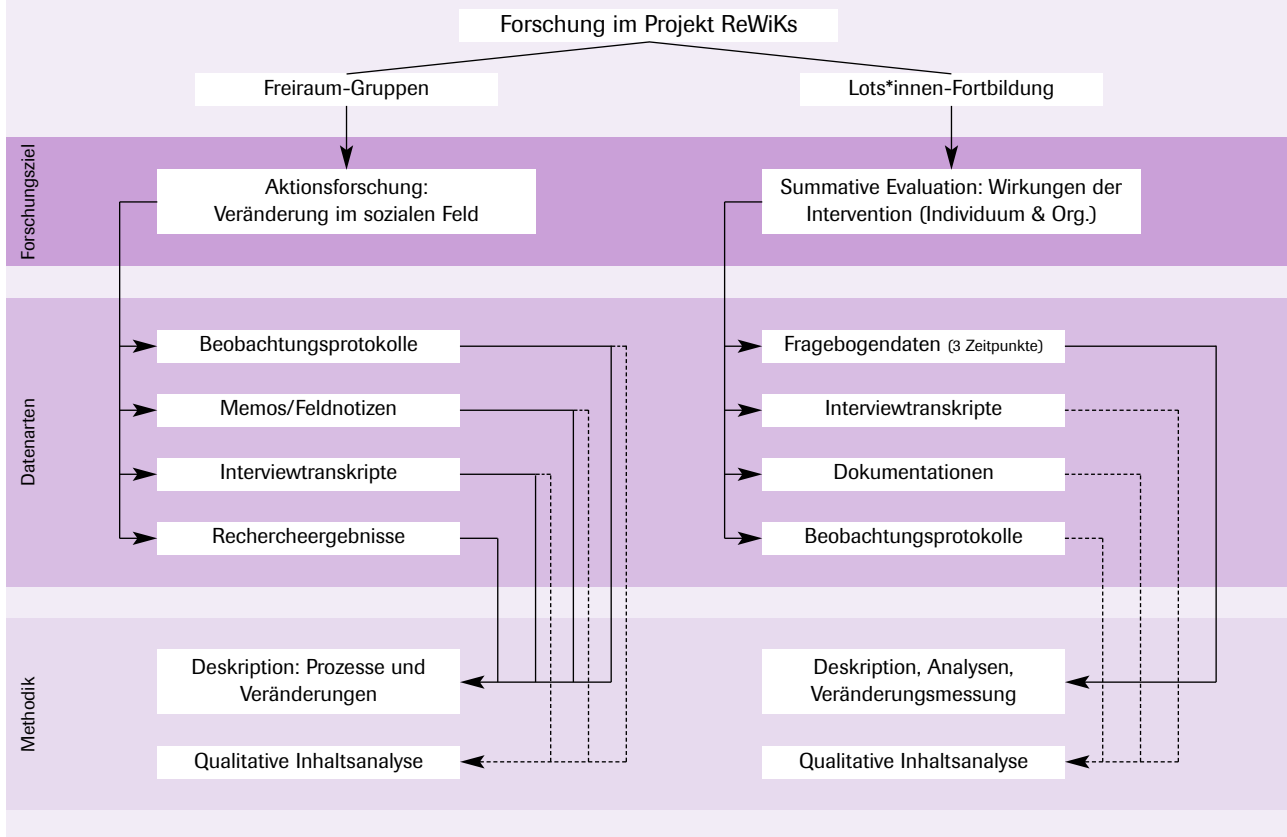 Forschung im Projekt ReWiKs
Freiraum-Gruppen
Lots*innen-Fortbildung
Forschungsziel
Aktionsforschung:
Veränderung im sozialen Feld
Summative Evaluation: Wirkungen der
Intervention (Individuum & Org.)
Datenarten
Beobachtungsprotokolle
Memos/Feldnotizen
Interviewtranskripte
Rechercheergebnisse
Fragebogendaten (3 Zeitpunkte)
Interviewtranskripte
Dokumentationen
Beobachtungsprotokolle
Methodik
Deskription: Prozesse und
Veränderungen
Qualitative Inhaltsanalyse
Deskription, Analysen,
Veränderungsmessung
Qualitative Inhaltsanalyse